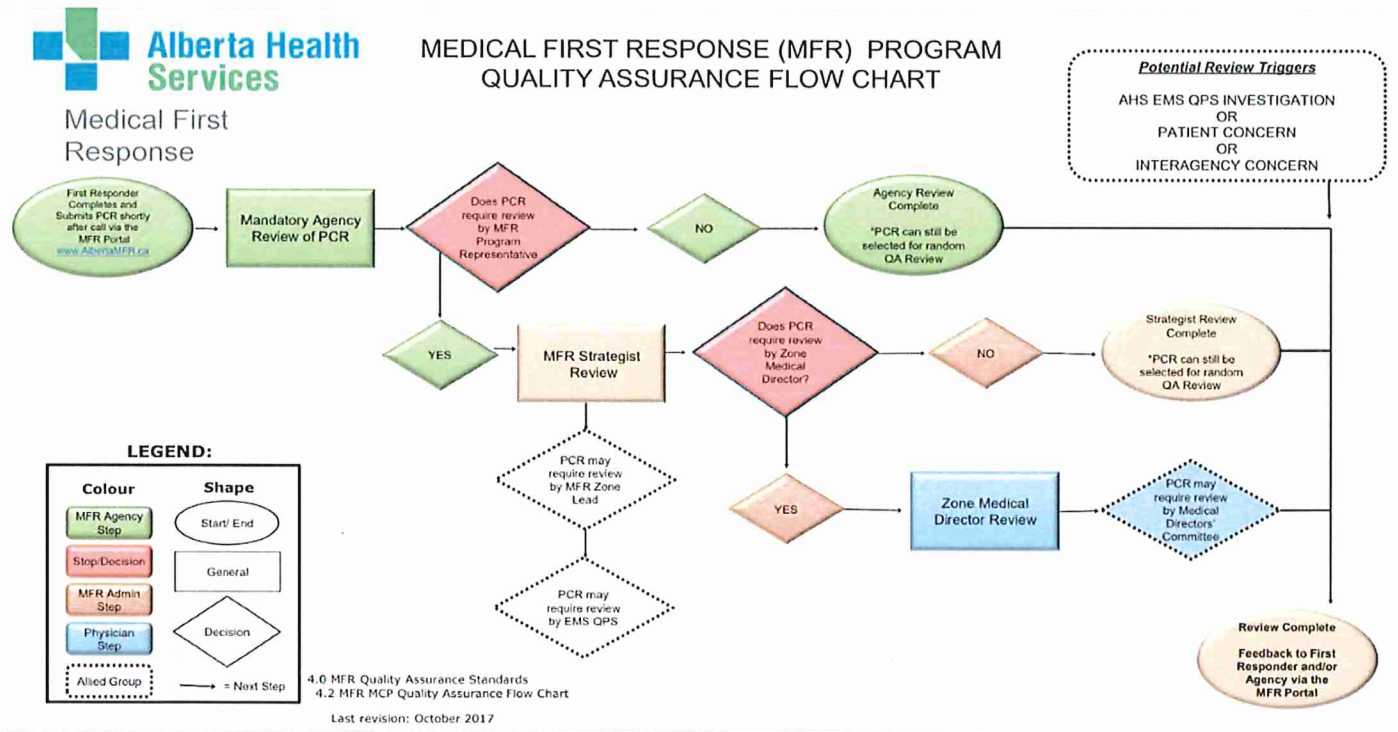 Alberta Health
Services
Medical First
Response
MEDICAL FIRST RESPONSE (MFR) PROGRAM
QUALITY ASSURANCE FLOW CHART
Potential Review Triggers
AHS EMS QPS INVESTIGATION
OR
PATIENT CONCERN
OR
INTERAGENCY CONCERN
First Responder
Completes and
Submits PCR shortly
after call via the
MFR Portal
www.AlbertaMFR.ca
Mandatory Agency
Review of PCR
Does PCR
require review
by MFR
Program
Representative
NO
Agency Review
Complete
*PCR can still be
selected for random
QA Review
YES
MFR Strategist
Review
Does PCR
require review
by Zone
Medical
Director?
NO
Strategist Review
Complete
*PCR can still be
selected for random
QA Review
PCR may
require review
by MFR Zone
Lead
PCR may
require review
by EMS QPS
YES
Zone Medical
Director Review
PCR may
require review
by Medical
Directors'
Committee
Review Complete
Feedback to First
Responder and/or
Agency via the
MFR Portal
LEGEND:
Colour
Shape
MFR Agency
Step
Start/ End
Stop/Decision
General
MFR Admin
Step
Physician
Step
Decision
Allied Group
= Next Step
4.0 MFR Quality Assurance Standards
4.2 MFR MCP Quality Assurance Flow Chart
Last revision: October 2017